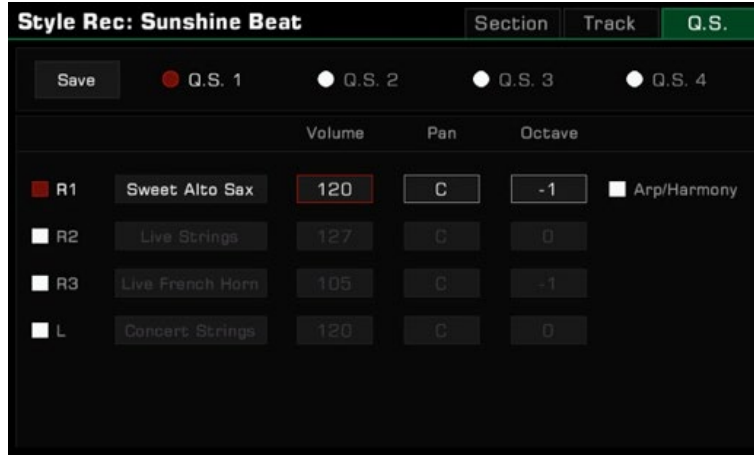 Style Rec: Sunshine Beat Section Track Q.S.
Save Q.S. 1 Q.S. 2 Q.S. 3 Q.S. 4
Volume Pan Octave
R1 Sweet Alto Sax 120 C -1 Arp/Harmony
R2 Live Strings 127 C 0
R3 Live French Horn 105 C -1
L Concert Strings 120 C 0